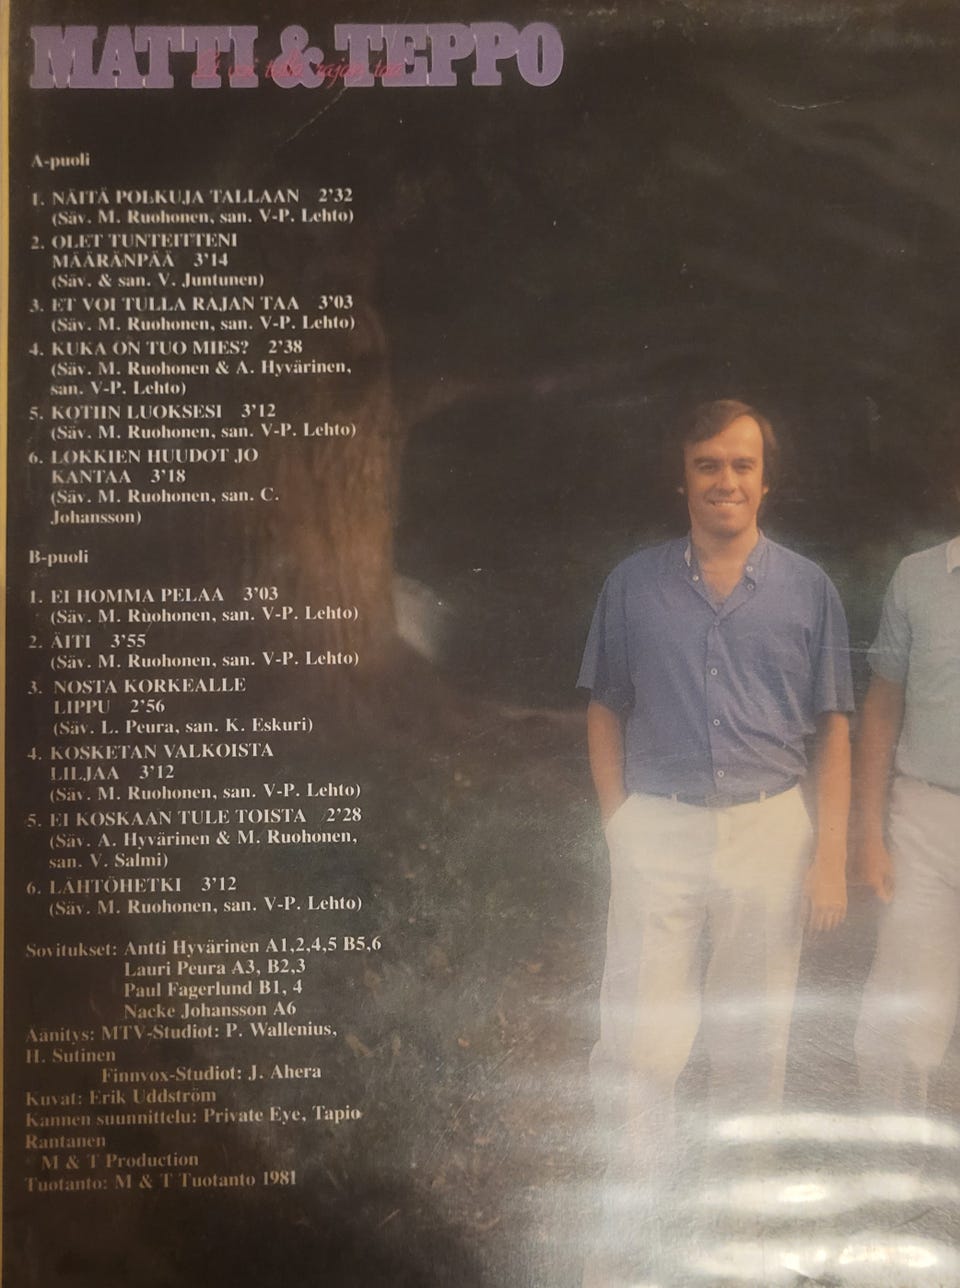 MATTI & TEPPO
Et voi tulla rajan taa
A-puoli
1. NÄITÄ POLKUJA TALLAAN 2'32
(Säv. M. Ruohonen, san. V-P. Lehto)
2. OLET TUNTEITTENI
MÄÄRÄNPÄÄ 3'14
(Säv. & san. V. Juntunen)
3. ET VOI TULLA RAJAN TAA 3'03
(Säv. M. Ruohonen, san. V-P. Lehto)
4. KUKA ON TUO MIES? 2'38
(Säv. M. Ruohonen & A. Hyvärinen,
san. V-P. Lehto)
5. KOTIIN LUOKSESI 3'12
(Säv. M. Ruohonen, san. V-P. Lehto)
6. LOKKIEN HUUDOT JO
KANTAA 3'18
(Säv. M. Ruohonen, san. C.
Johansson)
B-puoli
1. EI HOMMA PELAA 3'03
(Säv. M. Ruohonen, san. V-P. Lehto)
2. ÄITI 3'55
(Säv. M. Ruohonen, san. V-P. Lehto)
3. NOSTA KORKEALLE
LIPPU 2'56
(Säv. L. Peura, san. K. Eskuri)
4. KOSKETAN VALKOISTA
LILJAA 3'12
(Säv. M. Ruohonen, san. V-P. Lehto)
5. EI KOSKAAN TULE TOISTA 2'28
(Säv. A. Hyvärinen & M. Ruohonen,
san. V. Salmi)
6. LÄHTÖHETKI 3'12
(Säv. M. Ruohonen, san. V-P. Lehto)
Sovitukset: Antti Hyvärinen A1,2,4,5 B5,6
Lauri Peura A3, B2,3
Paul Fagerlund B1, 4
Nacke Johansson A6
Äänitys: MTV-Studiot: P. Wallenius,
H. Sutinen
Finnvox-Studiot: J. Ahera
Kuvat: Erik Uddström
Kannen suunnittelu: Private Eye, Tapio
Rantanen
M & T Production
Tuotanto: M & T Tuotanto 1981